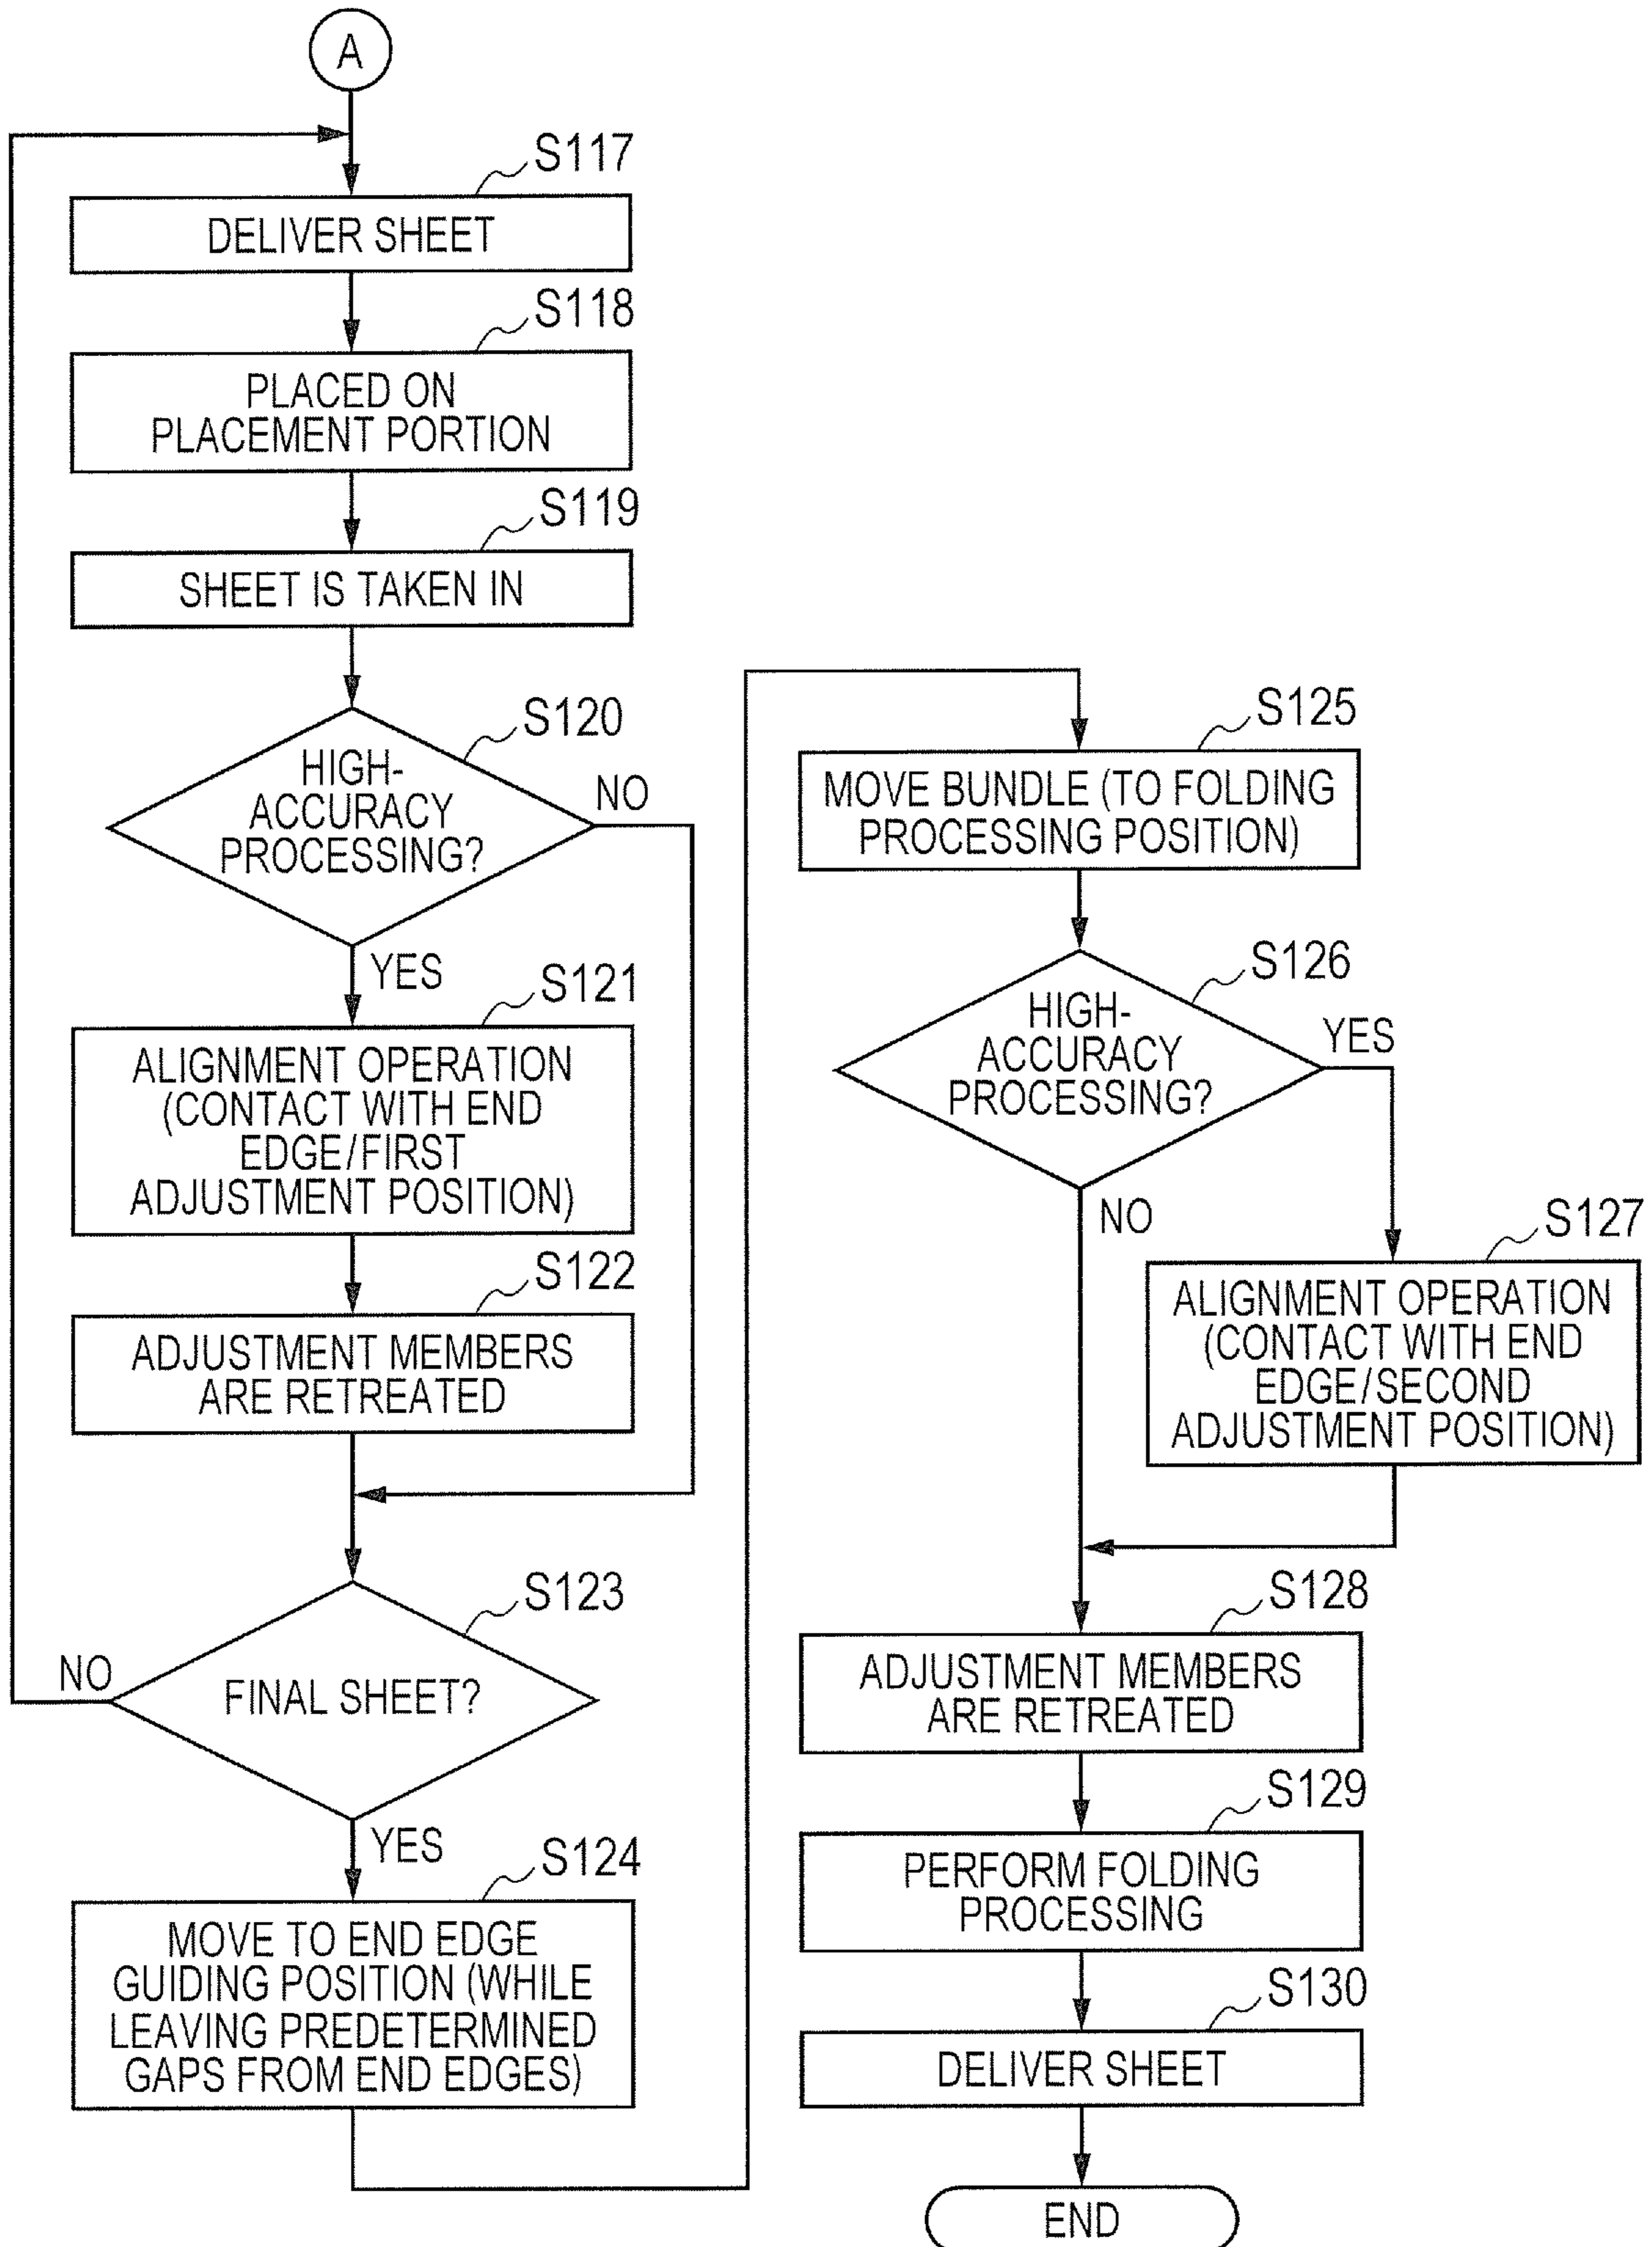 A
S117
DELIVER SHEET
S118
PLACED ON
PLACEMENT PORTION
S119
SHEET IS TAKEN IN
S120
HIGH-
ACCURACY
PROCESSING?
NO
YES
S121
ALIGNMENT OPERATION
(CONTACT WITH END
EDGE/FIRST
ADJUSTMENT POSITION)
S122
ADJUSTMENT MEMBERS
ARE RETREATED
S123
FINAL SHEET?
NO
YES
S124
MOVE TO END EDGE
GUIDING POSITION (WHILE
LEAVING PREDETERMINED
GAPS FROM END EDGES)
S125
MOVE BUNDLE (TO FOLDING
PROCESSING POSITION)
S126
HIGH-
ACCURACY
PROCESSING?
YES
NO
S127
ALIGNMENT OPERATION
(CONTACT WITH END
EDGE/SECOND
ADJUSTMENT POSITION)
S128
ADJUSTMENT MEMBERS
ARE RETREATED
S129
PERFORM FOLDING
PROCESSING
S130
DELIVER SHEET
END